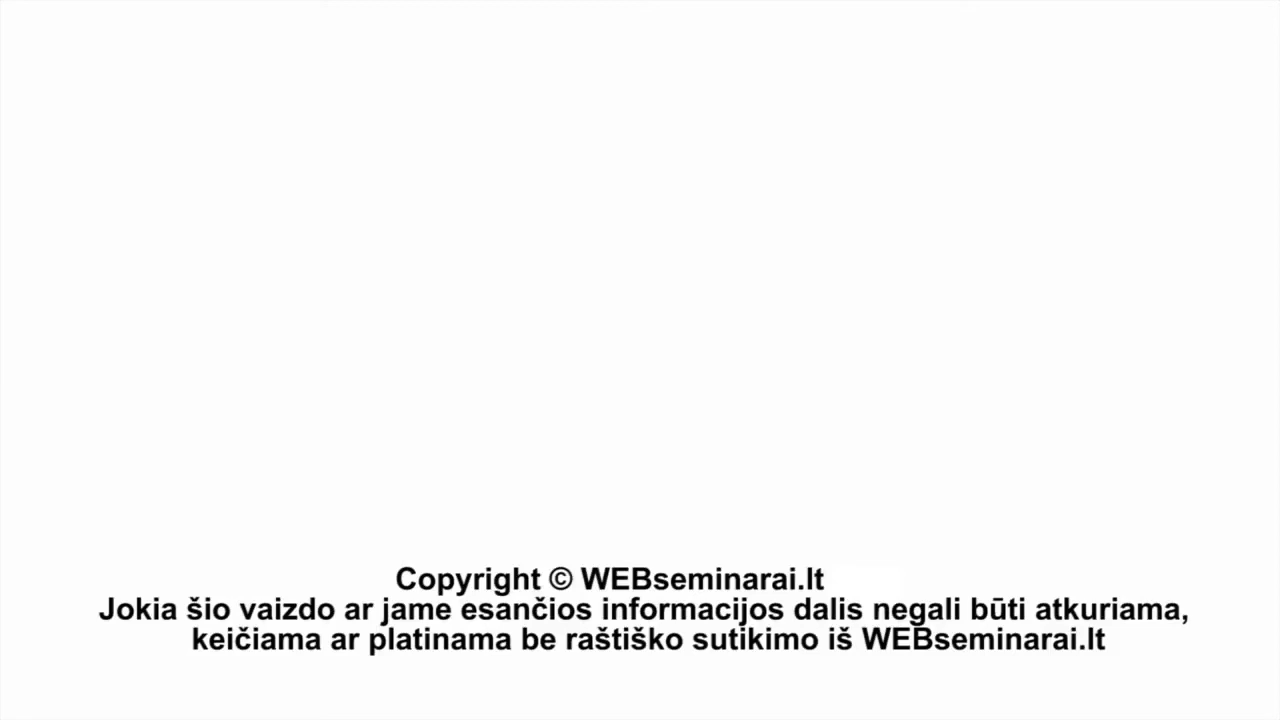 Copyright © WEBseminarai.lt
Jokia šio vaizdo ar jame esančios informacijos dalis negali būti atkuriama,
keičiama ar platinama be raštiško sutikimo iš WEBseminarai.lt